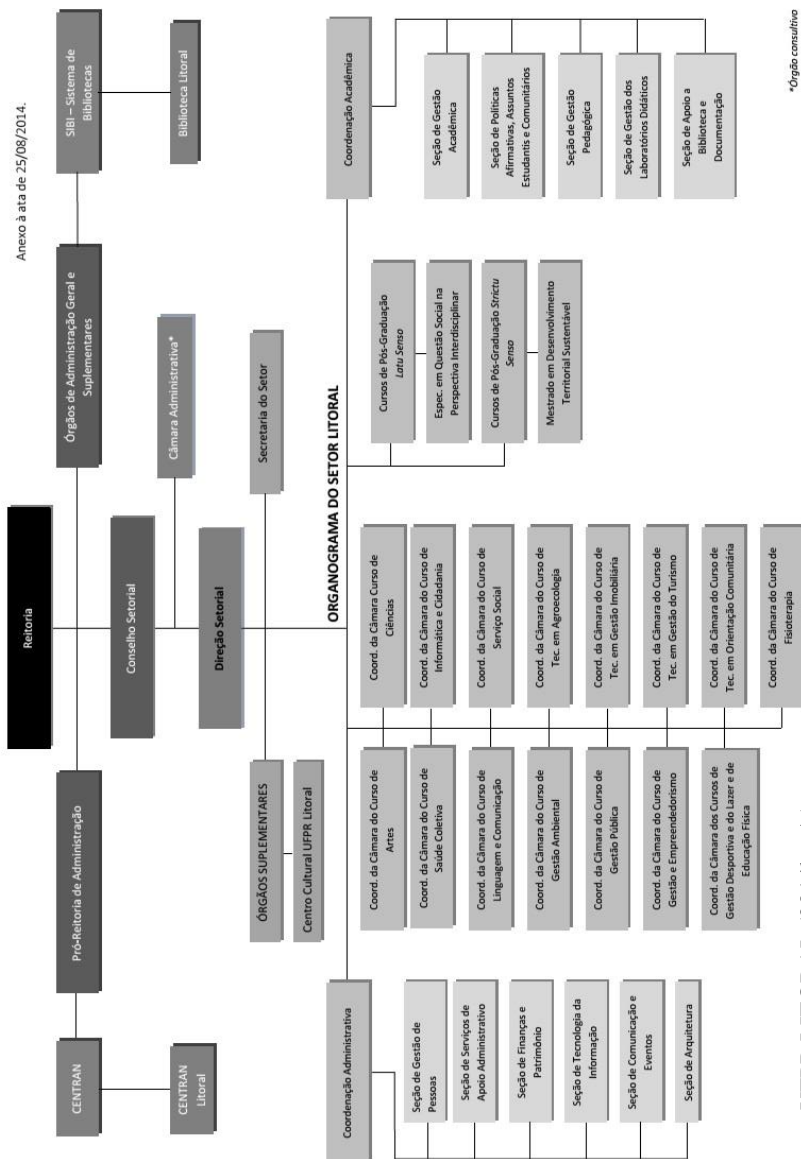 Anexo à ata de 25/08/2014.
Reitoria
CENTRAN
CENTRAN
Litoral
Pró-Reitoria de Administração
Órgãos de Administração Geral e
Suplementares
SIBI – Sistema de
Bibliotecas
Biblioteca Litoral
Conselho Setorial
Câmara Administrativa*
Direção Setorial
ÓRGÃOS SUPLEMENTARES
Centro Cultural UFPR Litoral
Secretaria do Setor
ORGANOGRAMA DO SETOR LITORAL
Coordenação Administrativa
Seção de Gestão de
Pessoas
Seção de Serviços de
Apoio Administrativo
Seção de Finanças e
Patrimônio
Seção de Tecnologia da
Informação
Seção de Comunicação e
Eventos
Seção de Arquitetura
Coord. da Câmara do Curso de
Artes
Coord. da Câmara do Curso de
Saúde Coletiva
Coord. da Câmara do Curso de
Linguagem e Comunicação
Coord. da Câmara do Curso de
Gestão Ambiental
Coord. da Câmara do Curso de
Gestão Pública
Coord. da Câmara do Curso de
Gestão e Empreendedorismo
Coord. da Câmara dos Cursos de
Gestão Desportiva e do Lazer e de
Educação Física
Coord. da Câmara Curso de
Ciências
Coord. da Câmara do Curso de
Informática e Cidadania
Coord. da Câmara do Curso de
Serviço Social
Coord. da Câmara do Curso de
Tec. em Agroecologia
Coord. da Câmara do Curso de
Tec. em Gestão Imobiliária
Coord. da Câmara do Curso de
Tec. em Gestão do Turismo
Coord. da Câmara do Curso de
Tec. em Orientação Comunitária
Coord. da Câmara do Curso de
Fisioterapia
Cursos de Pós-Graduação
Latu Senso
Espec. em Questão Social na
Perspectiva Interdisciplinar
Cursos de Pós-Graduação Strictu
Senso
Mestrado em Desenvolvimento
Territorial Sustentável
Coordenação Acadêmica
Seção de Gestão
Acadêmica
Seção de Políticas
Afirmativas, Assuntos
Estudantis e Comunitários
Seção de Gestão
Pedagógica
Seção de Gestão dos
Laboratórios Didáticos
Seção de Apoio a
Biblioteca e
Documentação
*Órgão consultivo